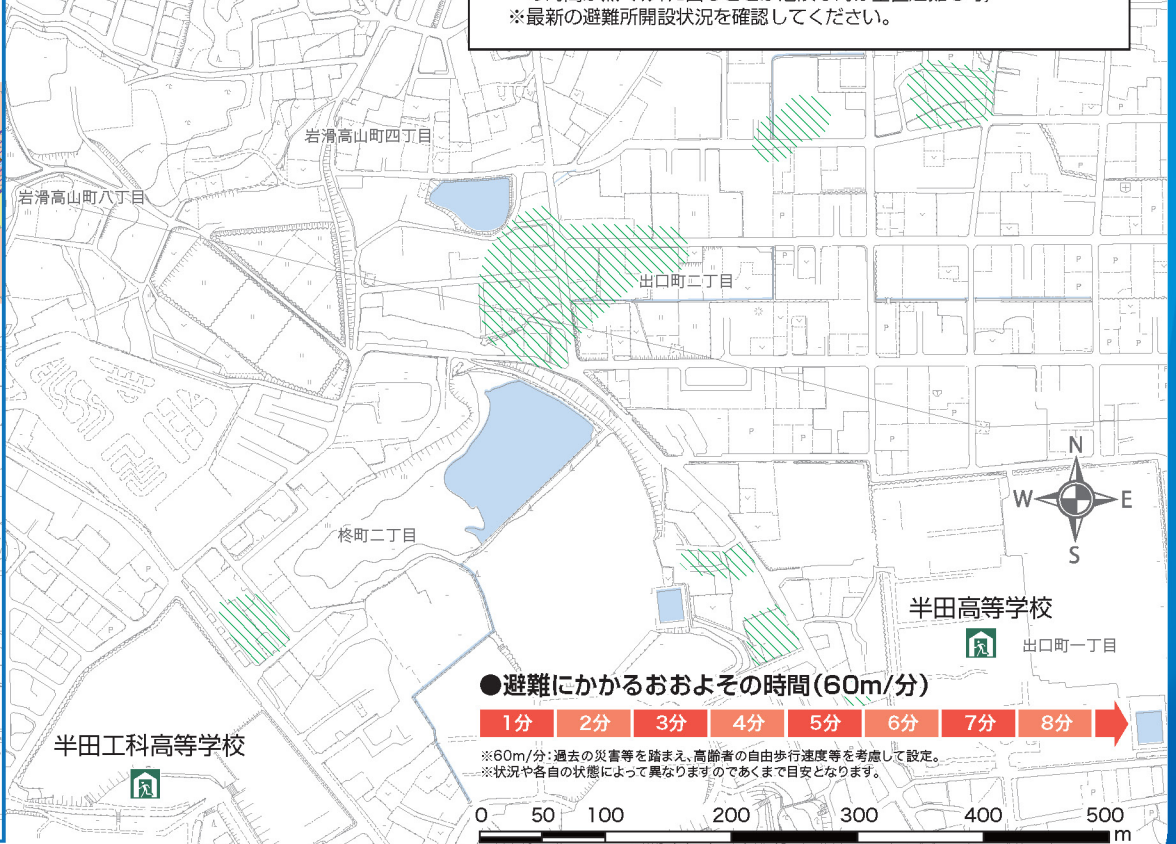 ※最新の避難所開設状況を確認してください。
岩滑高山町四丁目
岩滑高山町八丁目
出口町二丁目
N
W
E
S
柊町二丁目
半田高等学校
出口町一丁目
●避難にかかるおおよその時間(60m/分)
1分 2分 3分 4分 5分 6分 7分 8分
半田工科高等学校
※60m/分:過去の災害等を踏まえ、高齢者の自由歩行速度等を考慮して設定。
※状況や各自の状態によって異なりますのであくまで目安となります。
0 50 100 200 300 400 500
m